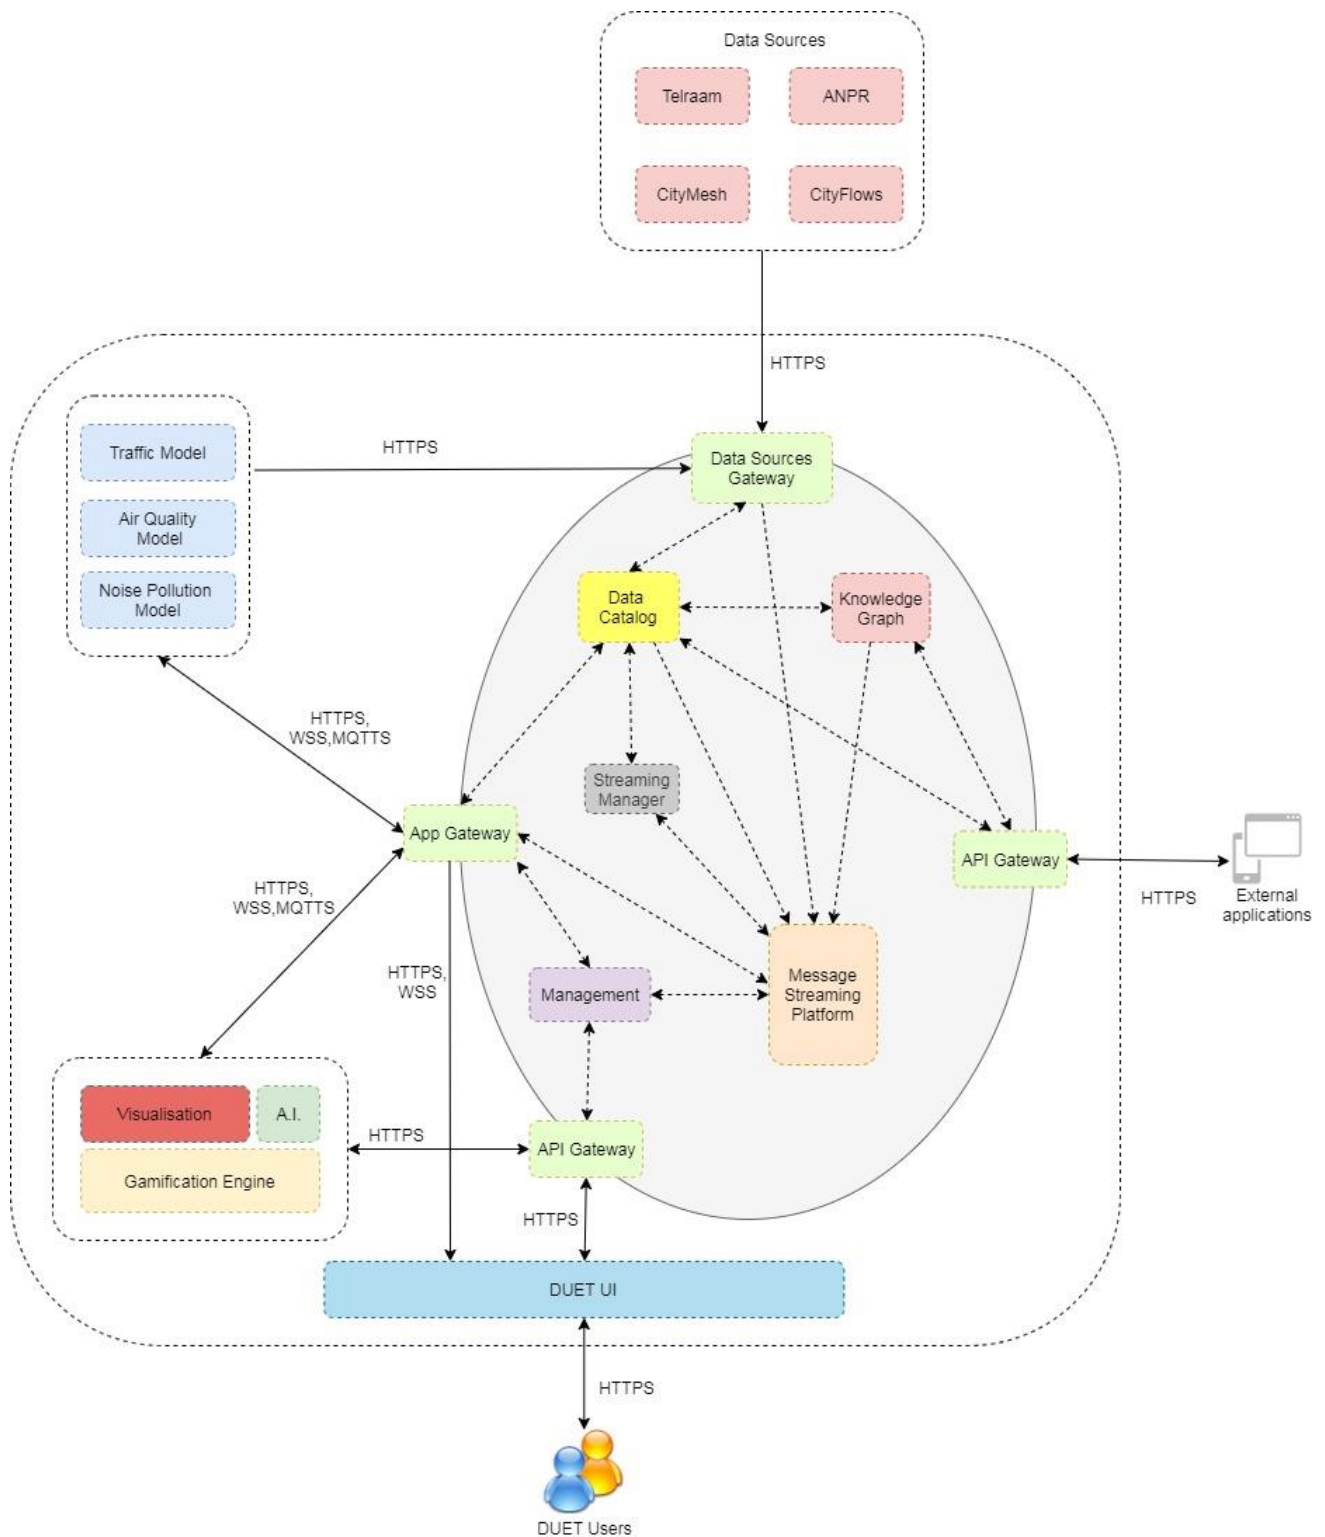 Data Sources
Telraam
ANPR
CityMesh
CityFlows
HTTPS
Traffic Model
Air Quality
Model
Noise Pollution
Model
HTTPS
Data Sources
Gateway
Data
Catalog
Knowledge
Graph
HTTPS,
WSS,MQTTS
Streaming
Manager
App Gateway
API Gateway
HTTPS
External
applications
HTTPS,
WSS,MQTTS
HTTPS,
WSS
Management
Message
Streaming
Platform
Visualisation
A.I.
Gamification Engine
HTTPS
API Gateway
HTTPS
DUET UI
HTTPS
DUET Users